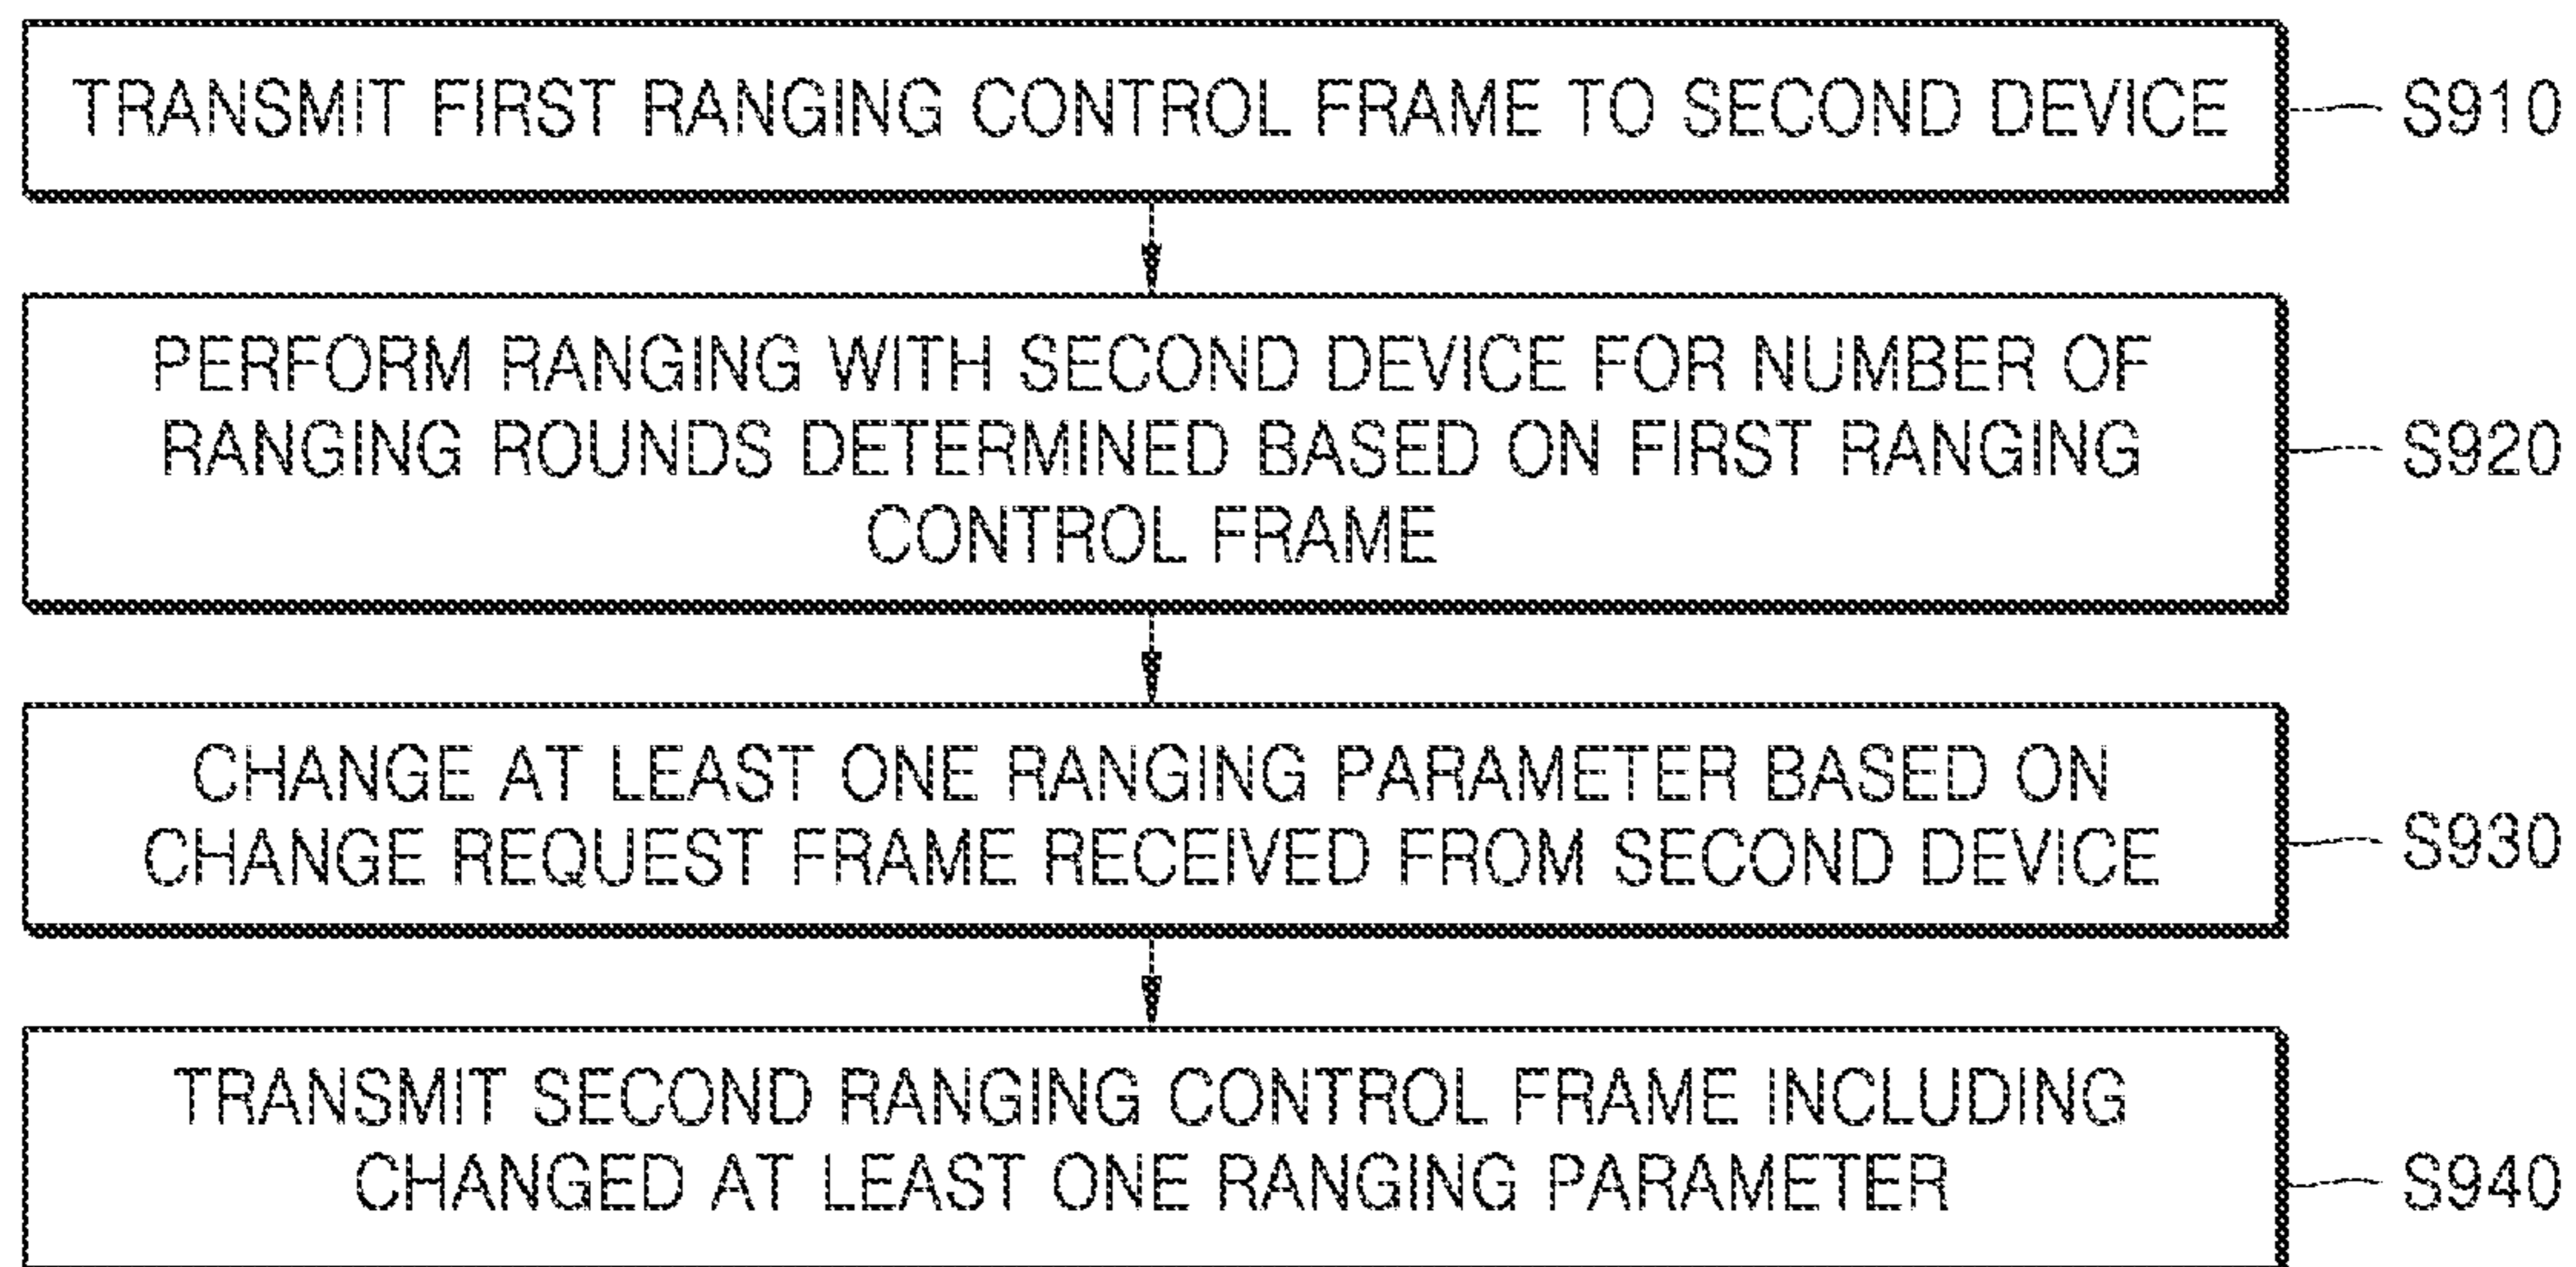 TRANSMIT FIRST RANGING CONTROL FRAME TO SECOND DEVICE
S910
PERFORM RANGING WITH SECOND DEVICE FOR NUMBER OF
RANGING ROUNDS DETERMINED BASED ON FIRST RANGING
CONTROL FRAME
S920
CHANGE AT LEAST ONE RANGING PARAMETER BASED ON
CHANGE REQUEST FRAME RECEIVED FROM SECOND DEVICE
S930
TRANSMIT SECOND RANGING CONTROL FRAME INCLUDING
CHANGED AT LEAST ONE RANGING PARAMETER
S940